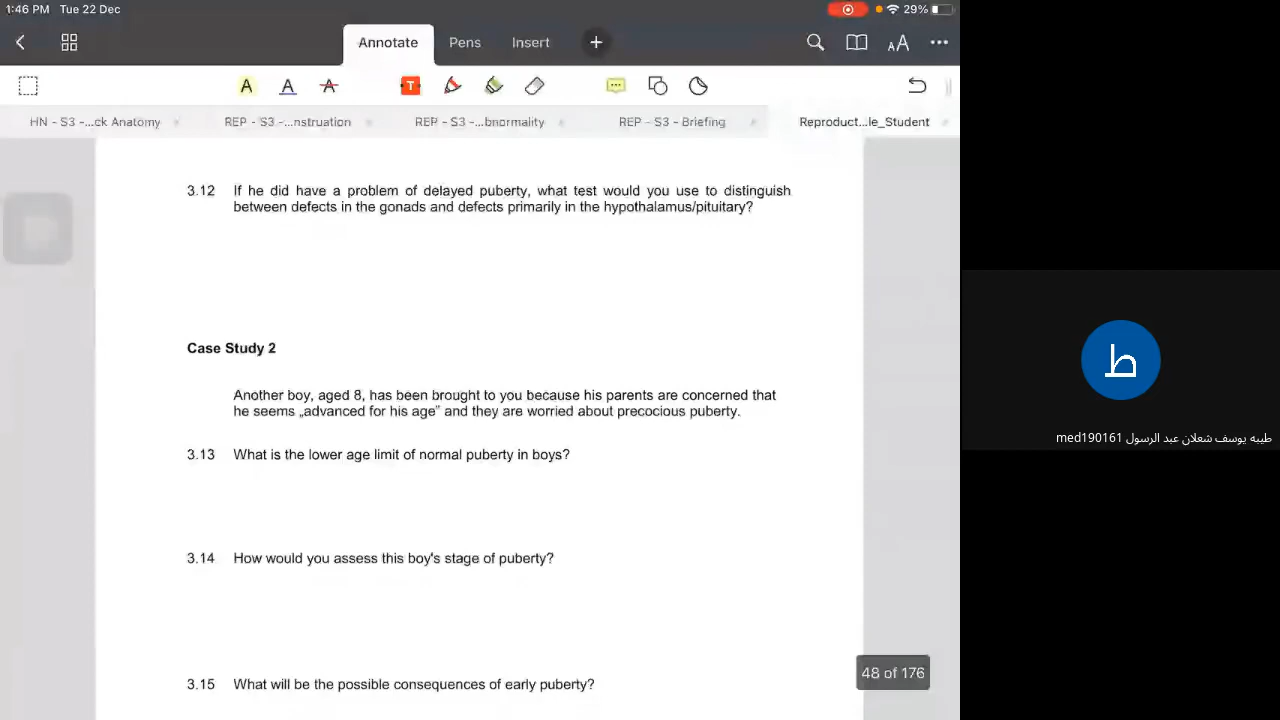 1:46 PM Tue 22 Dec
29%
Annotate Pens Insert
AA
A A A T
HN - S3 -...ck Anatomy
REP - S3 -...nstruation
REP - S3 -...bnormality
REP - S3 - Briefing
Reproduct...le_Student
3.12 If he did have a problem of delayed puberty, what test would you use to distinguish
between defects in the gonads and defects primarily in the hypothalamus/pituitary?
Case Study 2
Another boy, aged 8, has been brought to you because his parents are concerned that
he seems „advanced for his age" and they are worried about precocious puberty.
3.13 What is the lower age limit of normal puberty in boys?
3.14 How would you assess this boy's stage of puberty?
3.15 What will be the possible consequences of early puberty?
48 of 176
ط
طيبه يوسف شعلان عبد الرسول med190161